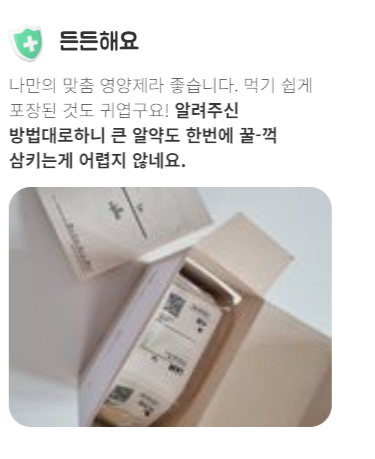 든든해요
나만의 맞춤 영양제라 좋습니다. 먹기 쉽게
포장된 것도 귀엽구요! 알려주신
방법대로하니 큰 알약도 한번에 꿀-꺽
삼키는게 어렵지 않네요.